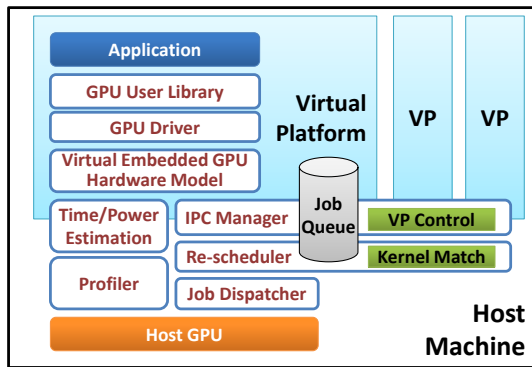 Application
GPU User Library
GPU Driver
Virtual Embedded GPU
Hardware Model
Virtual
Platform
VP
VP
Time/Power
Estimation
IPC Manager
Job
Queue
VP Control
Re-scheduler
Kernel Match
Profiler
Job Dispatcher
Host GPU
Host
Machine